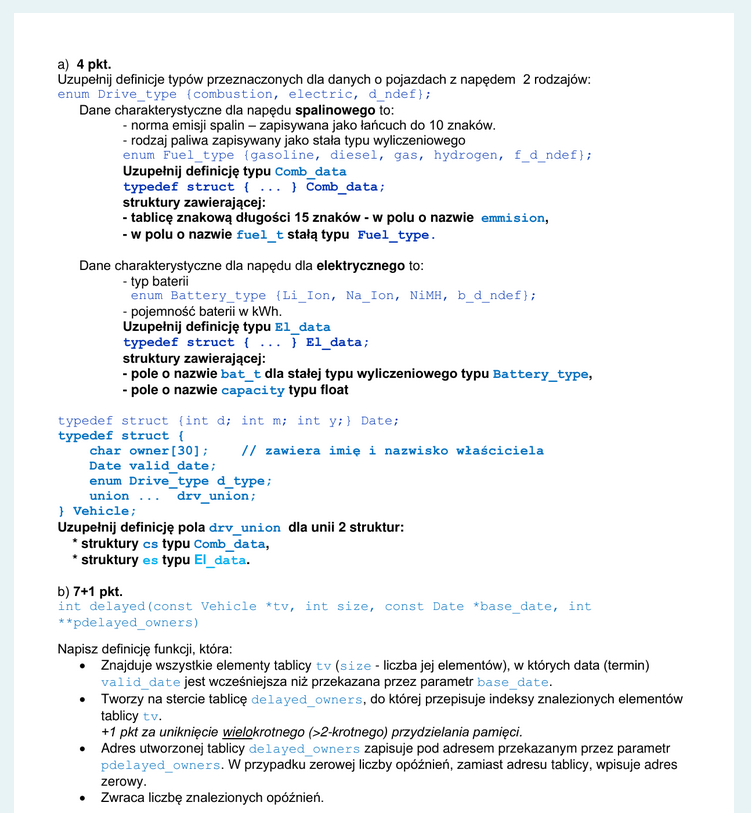 a) 4 pkt.
Uzupełnij definicje typów przeznaczonych dla danych o pojazdach z napędem 2 rodzajów:
enum Drive_type {combustion, electric, d_ndef};
Dane charakterystyczne dla napędu spalinowego to:
- norma emisji spalin – zapisywana jako łańcuch do 10 znaków.
- rodzaj paliwa zapisywany jako stała typu wyliczeniowego
enum Fuel_type {gasoline, diesel, gas, hydrogen, f_d_ndef};
Uzupełnij definicję typu Comb_data
typedef struct { ... } Comb_data;
struktury zawierającej:
- tablicę znakową długości 15 znaków - w polu o nazwie emmision,
- w polu o nazwie fuel_t stałą typu Fuel_type.
Dane charakterystyczne dla napędu dla elektrycznego to:
- typ baterii
enum Battery_type {Li_Ion, Na_Ion, NiMH, b_d_ndef};
- pojemność baterii w kWh.
Uzupełnij definicję typu El_data
typedef struct { ... } El_data;
struktury zawierającej:
- pole o nazwie bat_t dla stałej typu wyliczeniowego typu Battery_type,
- pole o nazwie capacity typu float
typedef struct {int d; int m; int y;} Date;
typedef struct {
char owner[30]; // zawiera imię i nazwisko właściciela
Date valid_date;
enum Drive_type d_type;
union ... drv_union;
} Vehicle;
Uzupełnij definicję pola drv_union dla unii 2 struktur:
* struktury cs typu Comb_data,
* struktury es typu El_data.
b) 7+1 pkt.
int delayed(const Vehicle *tv, int size, const Date *base_date, int
**pdelayed_owners)
Napisz definicję funkcji, która:
• Znajduje wszystkie elementy tablicy tv (size - liczba jej elementów), w których data (termin)
valid_date jest wcześniejsza niż przekazana przez parametr base_date.
• Tworzy na stercie tablicę delayed_owners, do której przepisuje indeksy znalezionych elementów
tablicy tv.
+1 pkt za uniknięcie wielokrotnego (>2-krotnego) przydzielania pamięci.
• Adres utworzonej tablicy delayed_owners zapisuje pod adresem przekazanym przez parametr
pdelayed_owners. W przypadku zerowej liczby opóźnień, zamiast adresu tablicy, wpisuje adres
zerowy.
• Zwraca liczbę znalezionych opóźnień.